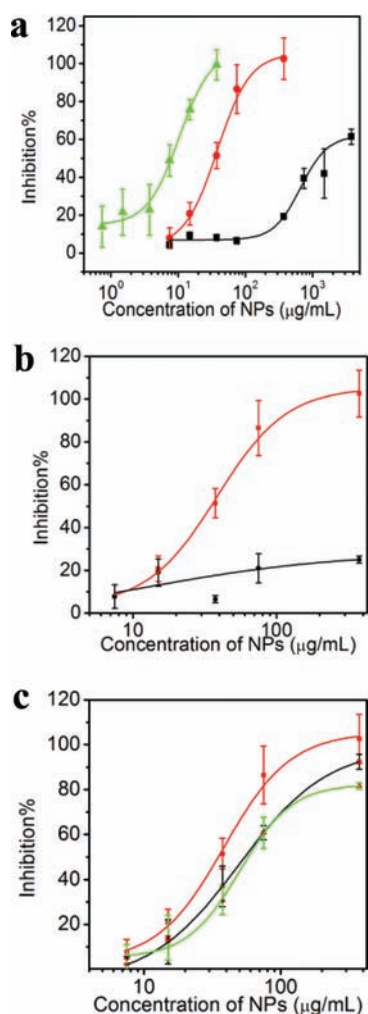 a
120
100
80
60
40
20
0
Inhibition%
10⁰ 10¹ 10² 10³
Concentration of NPs (µg/mL)
b
120
100
80
60
40
20
0
Inhibition%
10 100
Concentration of NPs (µg/mL)
c
120
100
80
60
40
20
Inhibition%
10 100
Concentration of NPs (µg/mL)